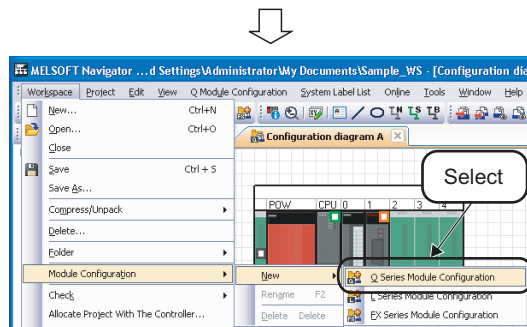 MELSOFT Navigator ...d Settings\Administrator\My Documents\Sample_WS - [Configuration dia
Workspace Project Edit View Q Module Configuration System Label List Online Tools Window Help
New... Ctrl+N
Open... Ctrl+O
Close
Configuration diagram A
Save Ctrl + S
Save As...
Select
Compress/Unpack
POW CPU 0 1 2 3 4
Delete...
Folder
Module Configuration
New
Q Series Module Configuration
Check
Rename F2
L Series Module Configuration
Allocate Project With The Controller...
Delete Delete
FX Series Module Configuration